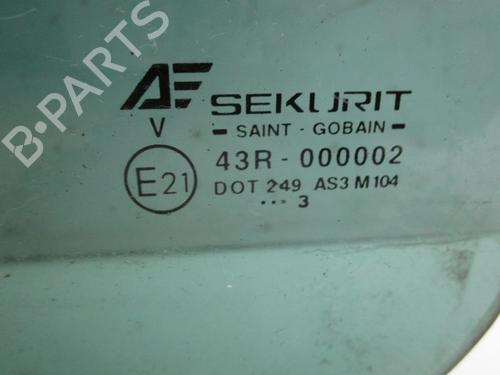 AF SEKURIT
V - SAINT - GOBAIN -
E21 43R - 000002
DOT 249 AS3 M104
••• 3
B-PARTS